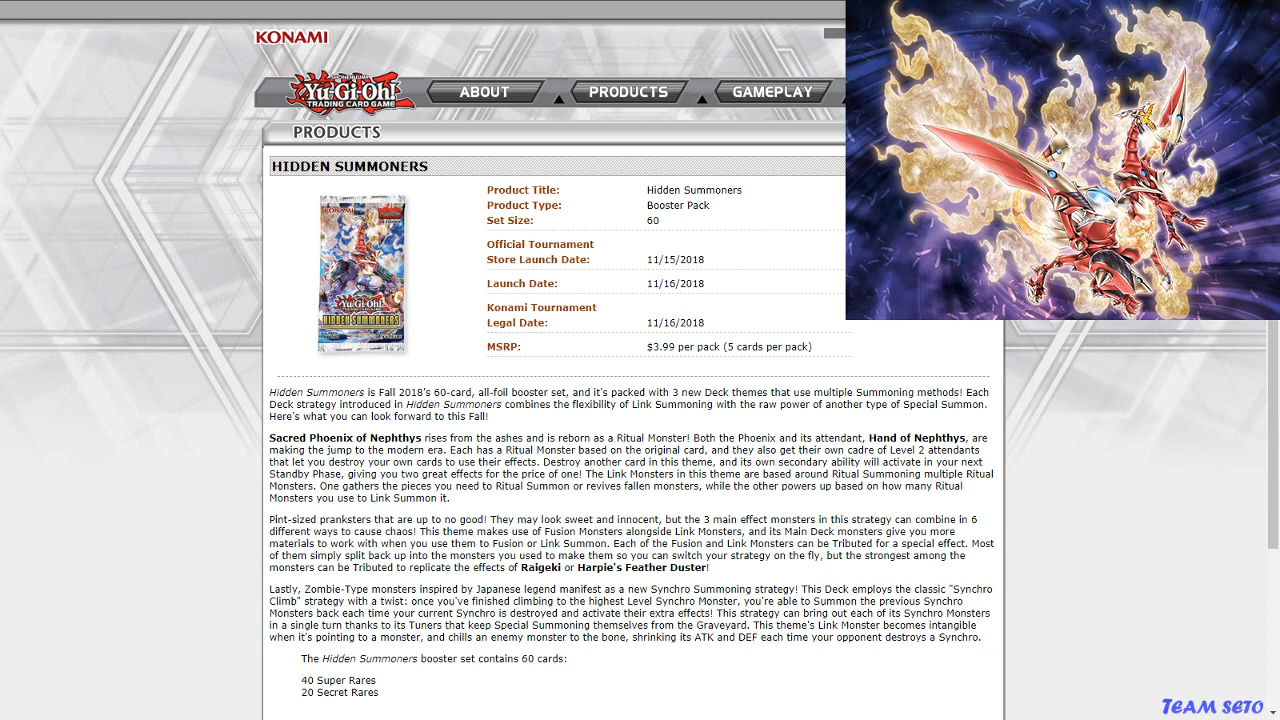 KONAMI
SHONEN JUMP
Yu-Gi-Oh!
TRADING CARD GAME
ABOUT
PRODUCTS
GAMEPLAY
PRODUCTS
HIDDEN SUMMONERS
KONAMI
Yu-Gi-Oh!
HIDDEN SUMMONERS
Product Title: Hidden Summoners
Product Type: Booster Pack
Set Size: 60
Official Tournament
Store Launch Date: 11/15/2018
Launch Date: 11/16/2018
Konami Tournament
Legal Date: 11/16/2018
MSRP: $3.99 per pack (5 cards per pack)
Hidden Summoners is Fall 2018's 60-card, all-foil booster set, and it's packed with 3 new Deck themes that use multiple Summoning methods! Each
Deck strategy introduced in Hidden Summoners combines the flexibility of Link Summoning with the raw power of another type of Special Summon.
Here's what you can look forward to this Fall!
Sacred Phoenix of Nephthys rises from the ashes and is reborn as a Ritual Monster! Both the Phoenix and its attendant, Hand of Nephthys, are
making the jump to the modern era. Each has a Ritual Monster based on the original card, and they also get their own cadre of Level 2 attendants
that let you destroy your own cards to use their effects. Destroy another card in this theme, and its own secondary ability will activate in your next
Standby Phase, giving you two great effects for the price of one! The Link Monsters in this theme are based around Ritual Summoning multiple Ritual
Monsters. One gathers the pieces you need to Ritual Summon or revives fallen monsters, while the other powers up based on how many Ritual
Monsters you use to Link Summon it.
Pint-sized pranksters that are up to no good! They may look sweet and innocent, but the 3 main effect monsters in this strategy can combine in 6
different ways to cause chaos! This theme makes use of Fusion Monsters alongside Link Monsters, and its Main Deck monsters give you more
materials to work with when you use them to Fusion or Link Summon. Each of the Fusion and Link Monsters can be Tributed for a special effect. Most
of them simply split back up into the monsters you used to make them so you can switch your strategy on the fly, but the strongest among the
monsters can be Tributed to replicate the effects of Raigeki or Harpie's Feather Duster!
Lastly, Zombie-Type monsters inspired by Japanese legend manifest as a new Synchro Summoning strategy! This Deck employs the classic "Synchro
Climb" strategy with a twist: once you've finished climbing to the highest Level Synchro Monster, you're able to Summon the previous Synchro
Monsters back each time your current Synchro is destroyed and activate their extra effects! This strategy can bring out each of its Synchro Monsters
in a single turn thanks to its Tuners that keep Special Summoning themselves from the Graveyard. This theme's Link Monster becomes intangible
when it's pointing to a monster, and chills an enemy monster to the bone, shrinking its ATK and DEF each time your opponent destroys a Synchro.
The Hidden Summoners booster set contains 60 cards:
40 Super Rares
20 Secret Rares
TEAM SETO